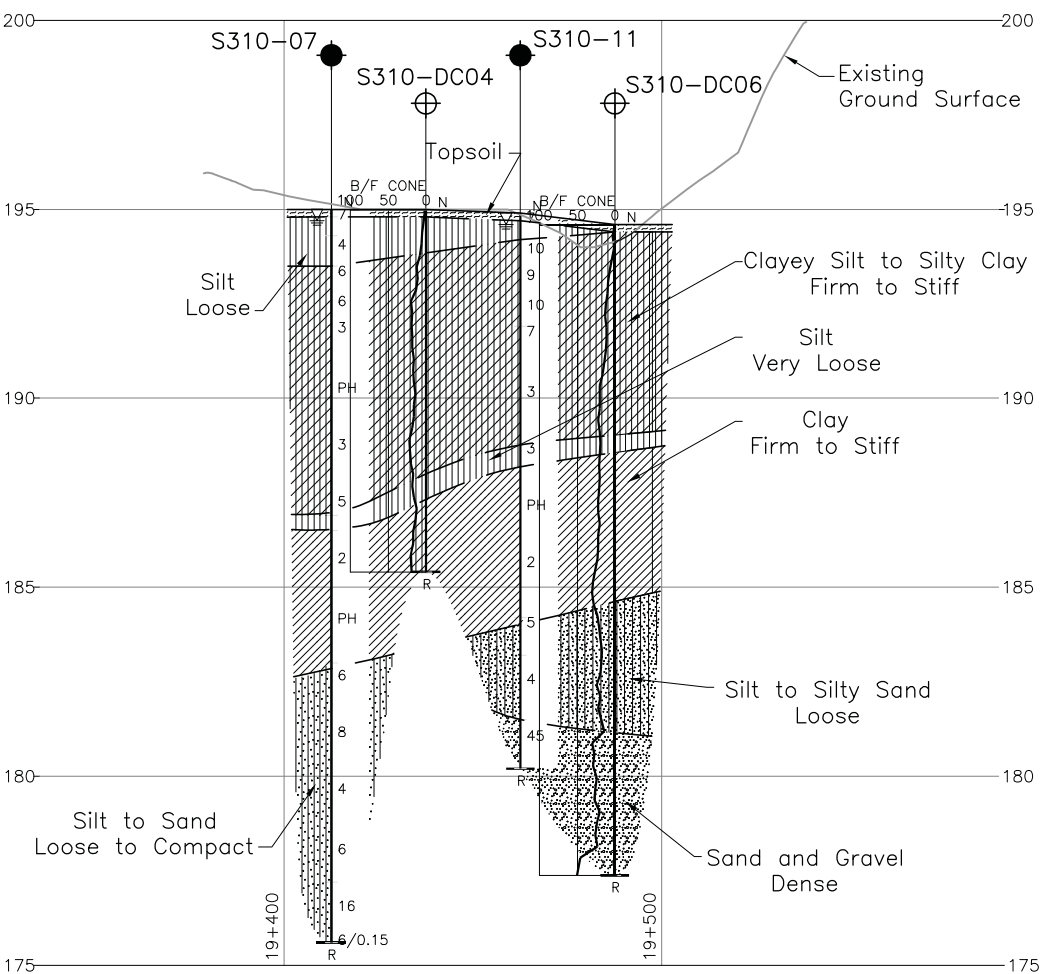 200
200
S310-07
S310-11
S310-DC04
S310-DC06
Existing
Ground Surface
Topsoil
195
195
B/F CONE
100 50 0 N
N
B/F CONE
100 50 0 N
N
7
4
6
6
3
PH
3
5
2
PH
6
8
4
6
16
6/0.15
R
R
10
9
10
7
3
3
PH
2
5
4
45
R
R
Silt
Loose
Clayey Silt to Silty Clay
Firm to Stiff
Silt
Very Loose
190
190
Clay
Firm to Stiff
185
185
Silt to Silty Sand
Loose
180
180
Silt to Sand
Loose to Compact
Sand and Gravel
Dense
19+400
19+500
175
175